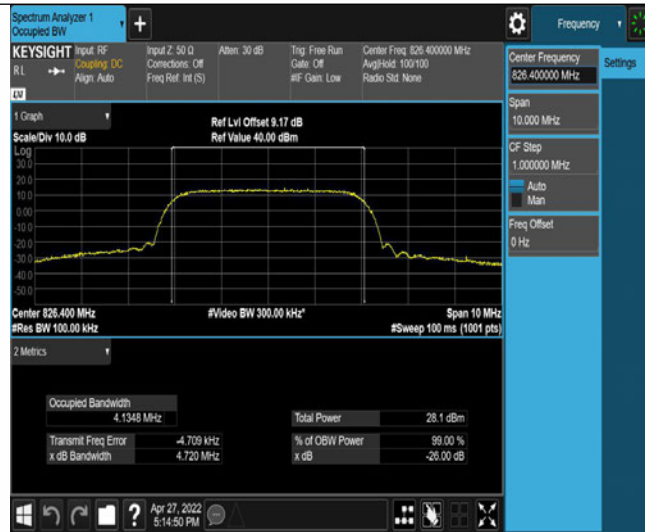 Spectrum Analyzer 1
Occupied BW
Frequency
KEYSIGHT
RL
Input: RF
Coupling: DC
Align: Auto
Input Z: 50 Ω
Corrections: Off
Freq Ref: Int (S)
Atten: 30 dB
Trig: Free Run
Gate: Off
#IF Gain: Low
Center Freq: 826.400000 MHz
Avg|Hold: 100/100
Radio Std: None
1 Graph
Scale/Div 10.0 dB
Ref Lvl Offset 9.17 dB
Ref Value 40.00 dBm
Log
30.0
20.0
10.0
0.00
-10.0
-20.0
-30.0
-40.0
-50.0
Center 826.400 MHz
#Res BW 100.00 kHz
#Video BW 300.00 kHz*
Span 10 MHz
#Sweep 100 ms (1001 pts)
2 Metrics
Occupied Bandwidth
4.1348 MHz
Transmit Freq Error -4.709 kHz
x dB Bandwidth 4.720 MHz
Total Power 28.1 dBm
% of OBW Power 99.00 %
x dB -26.00 dB
Apr 27, 2022
5:14:50 PM
Center Frequency
826.400000 MHz
Settings
Span
10.000 MHz
CF Step
1.000000 MHz
Auto
Man
Freq Offset
0 Hz